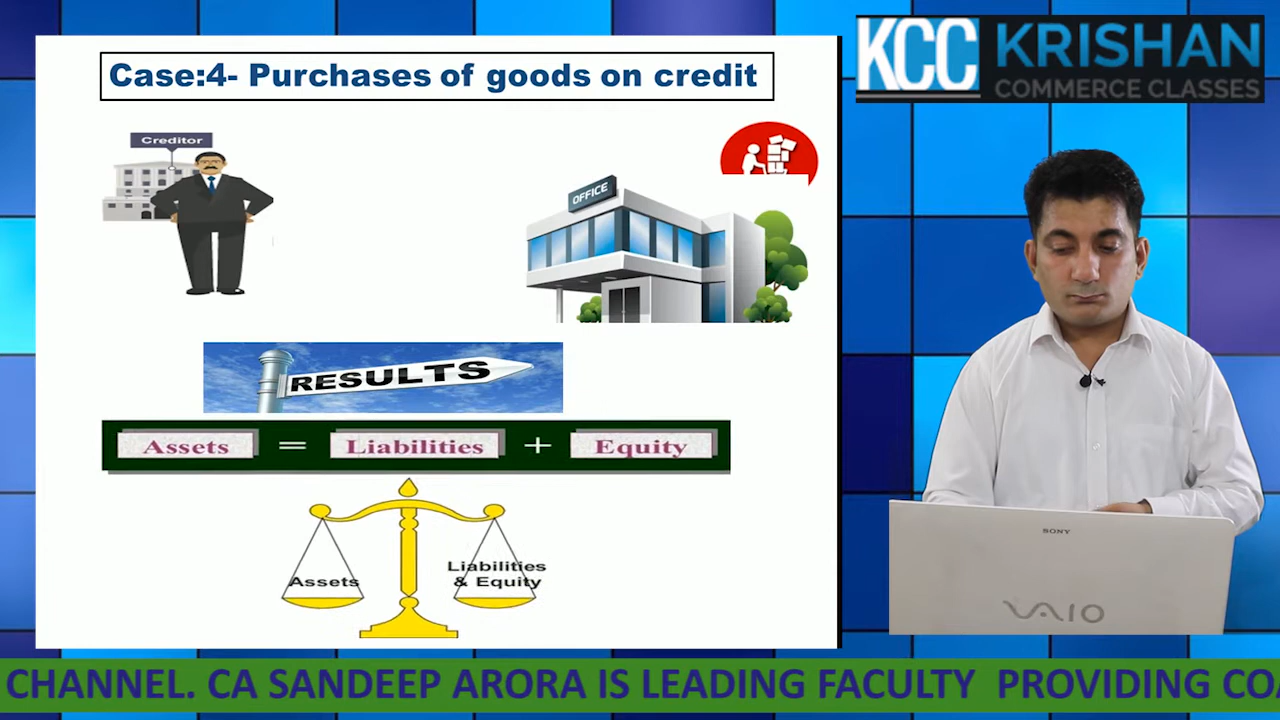 KCC KRISHAN
COMMERCE CLASSES
Case:4- Purchases of goods on credit
Creditor
OFFICE
RESULTS
Assets = Liabilities + Equity
Assets
Liabilities
& Equity
SONY
VAIO
CHANNEL. CA SANDEEP ARORA IS LEADING FACULTY PROVIDING COA